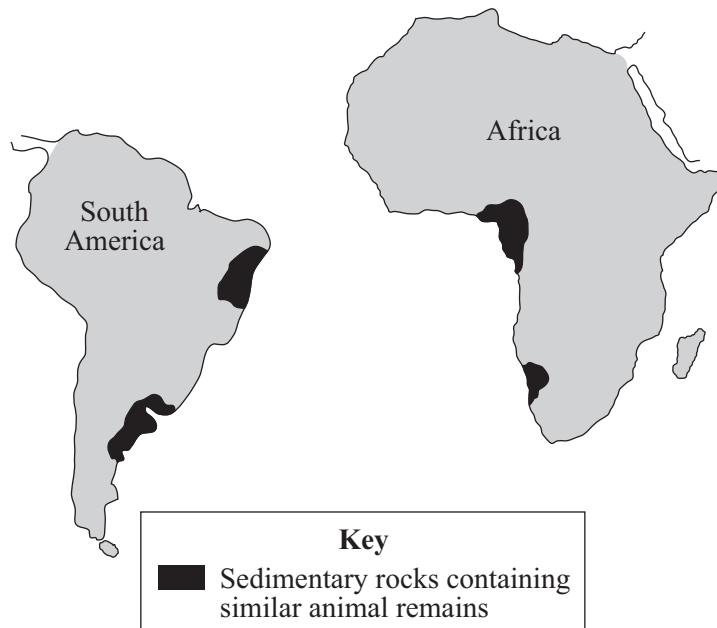 Africa
South
America
Key
Sedimentary rocks containing
similar animal remains